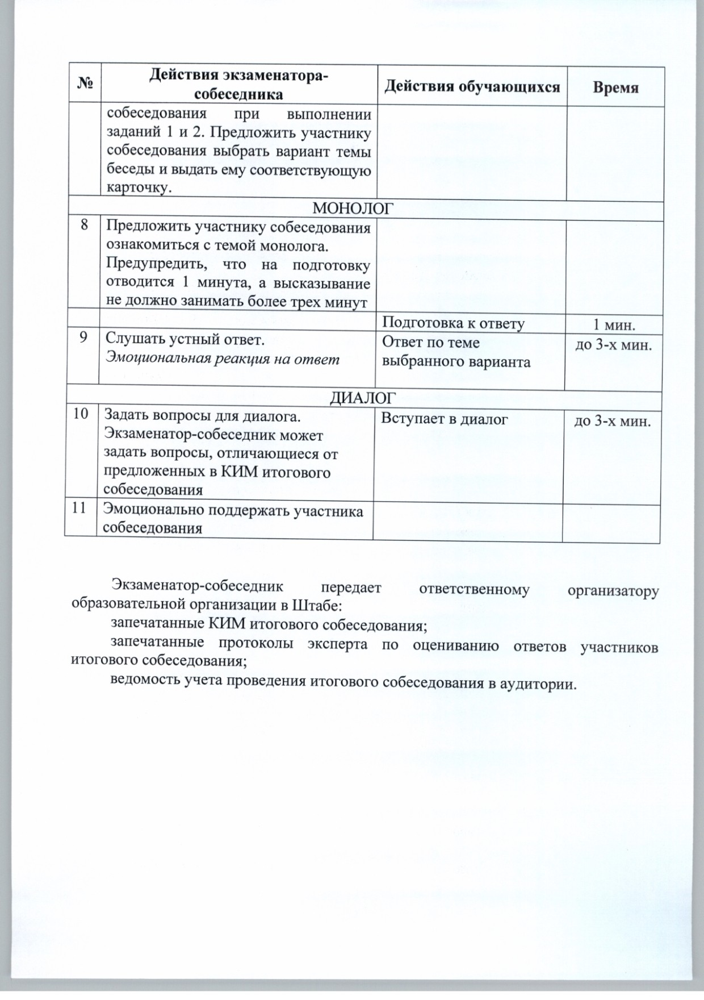 №
Действия экзаменатора-
собеседника
Действия обучающихся
Время
собеседования при выполнении
заданий 1 и 2. Предложить участнику
собеседования выбрать вариант темы
беседы и выдать ему соответствующую
карточку.
МОНОЛОГ
8
Предложить участнику собеседования
ознакомиться с темой монолога.
Предупредить, что на подготовку
отводится 1 минута, а высказывание
не должно занимать более трех минут
Подготовка к ответу
1 мин.
9
Слушать устный ответ.
Эмоциональная реакция на ответ
Ответ по теме
выбранного варианта
до 3-х мин.
ДИАЛОГ
10
Задать вопросы для диалога.
Экзаменатор-собеседник может
задать вопросы, отличающиеся от
предложенных в КИМ итогового
собеседования
Вступает в диалог
до 3-х мин.
11
Эмоционально поддержать участника
собеседования
Экзаменатор-собеседник передает ответственному организатору
образовательной организации в Штабе:
запечатанные КИМ итогового собеседования;
запечатанные протоколы эксперта по оцениванию ответов участников
итогового собеседования;
ведомость учета проведения итогового собеседования в аудитории.